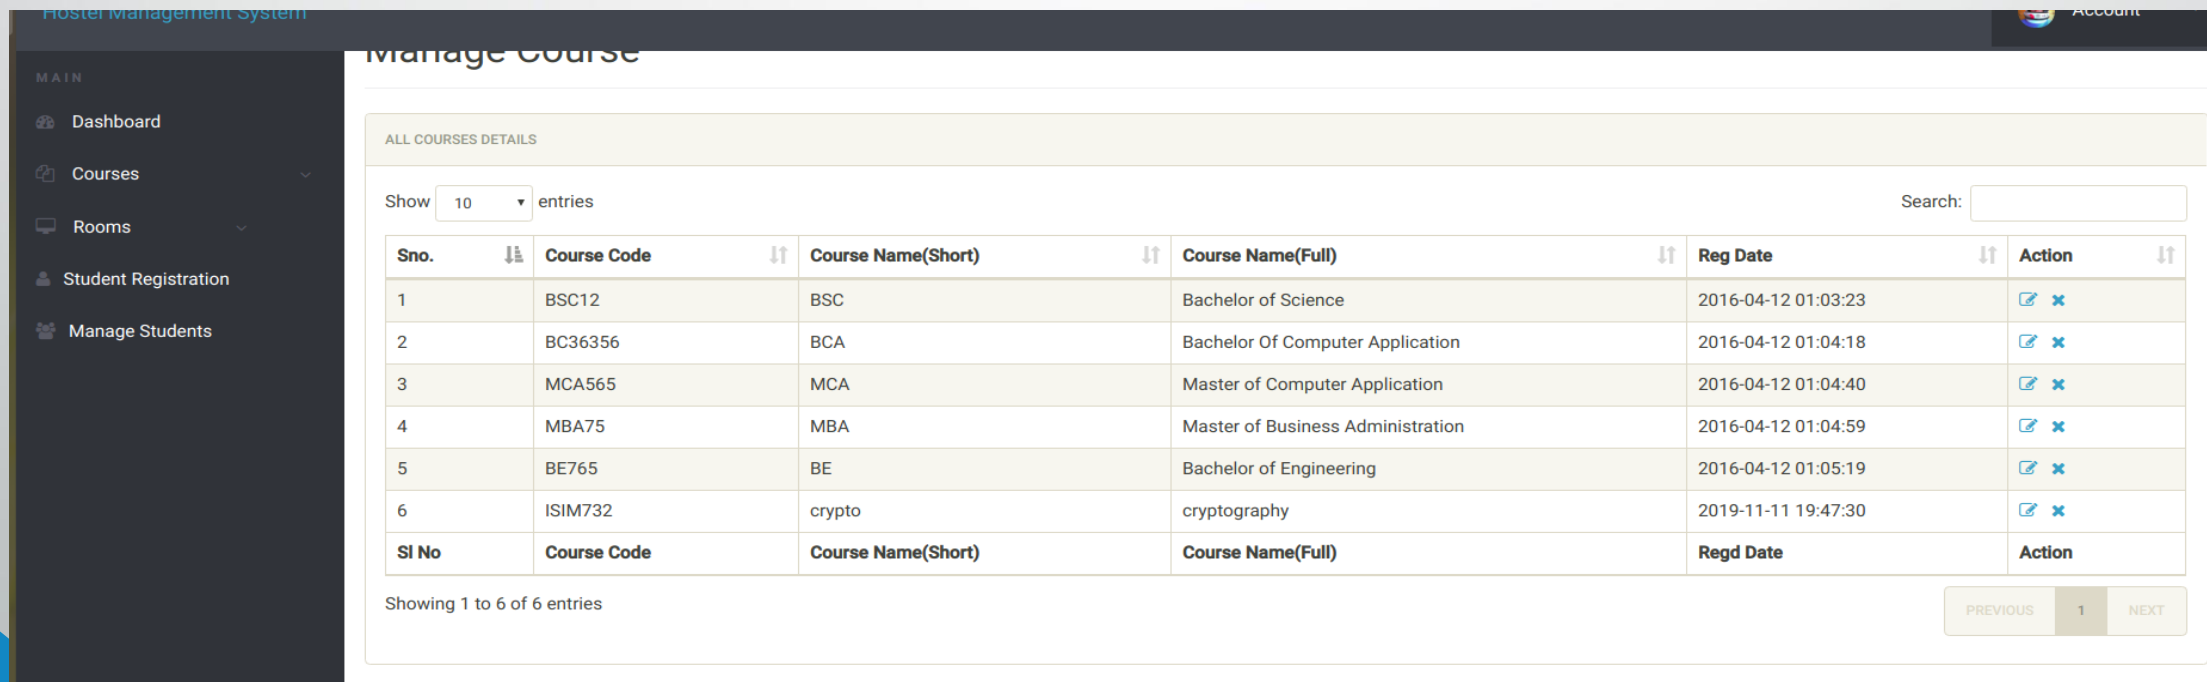 Hostel Management System
Account
Manage Course
MAIN
Dashboard
Courses
Rooms
Student Registration
Manage Students
ALL COURSES DETAILS
Show 10 entries Search:
Sno. Course Code Course Name(Short) Course Name(Full) Reg Date Action
1 BSC12 BSC Bachelor of Science 2016-04-12 01:03:23
2 BC36356 BCA Bachelor Of Computer Application 2016-04-12 01:04:18
3 MCA565 MCA Master of Computer Application 2016-04-12 01:04:40
4 MBA75 MBA Master of Business Administration 2016-04-12 01:04:59
5 BE765 BE Bachelor of Engineering 2016-04-12 01:05:19
6 ISIM732 crypto cryptography 2019-11-11 19:47:30
Sl No Course Code Course Name(Short) Course Name(Full) Regd Date Action
Showing 1 to 6 of 6 entries
PREVIOUS 1 NEXT